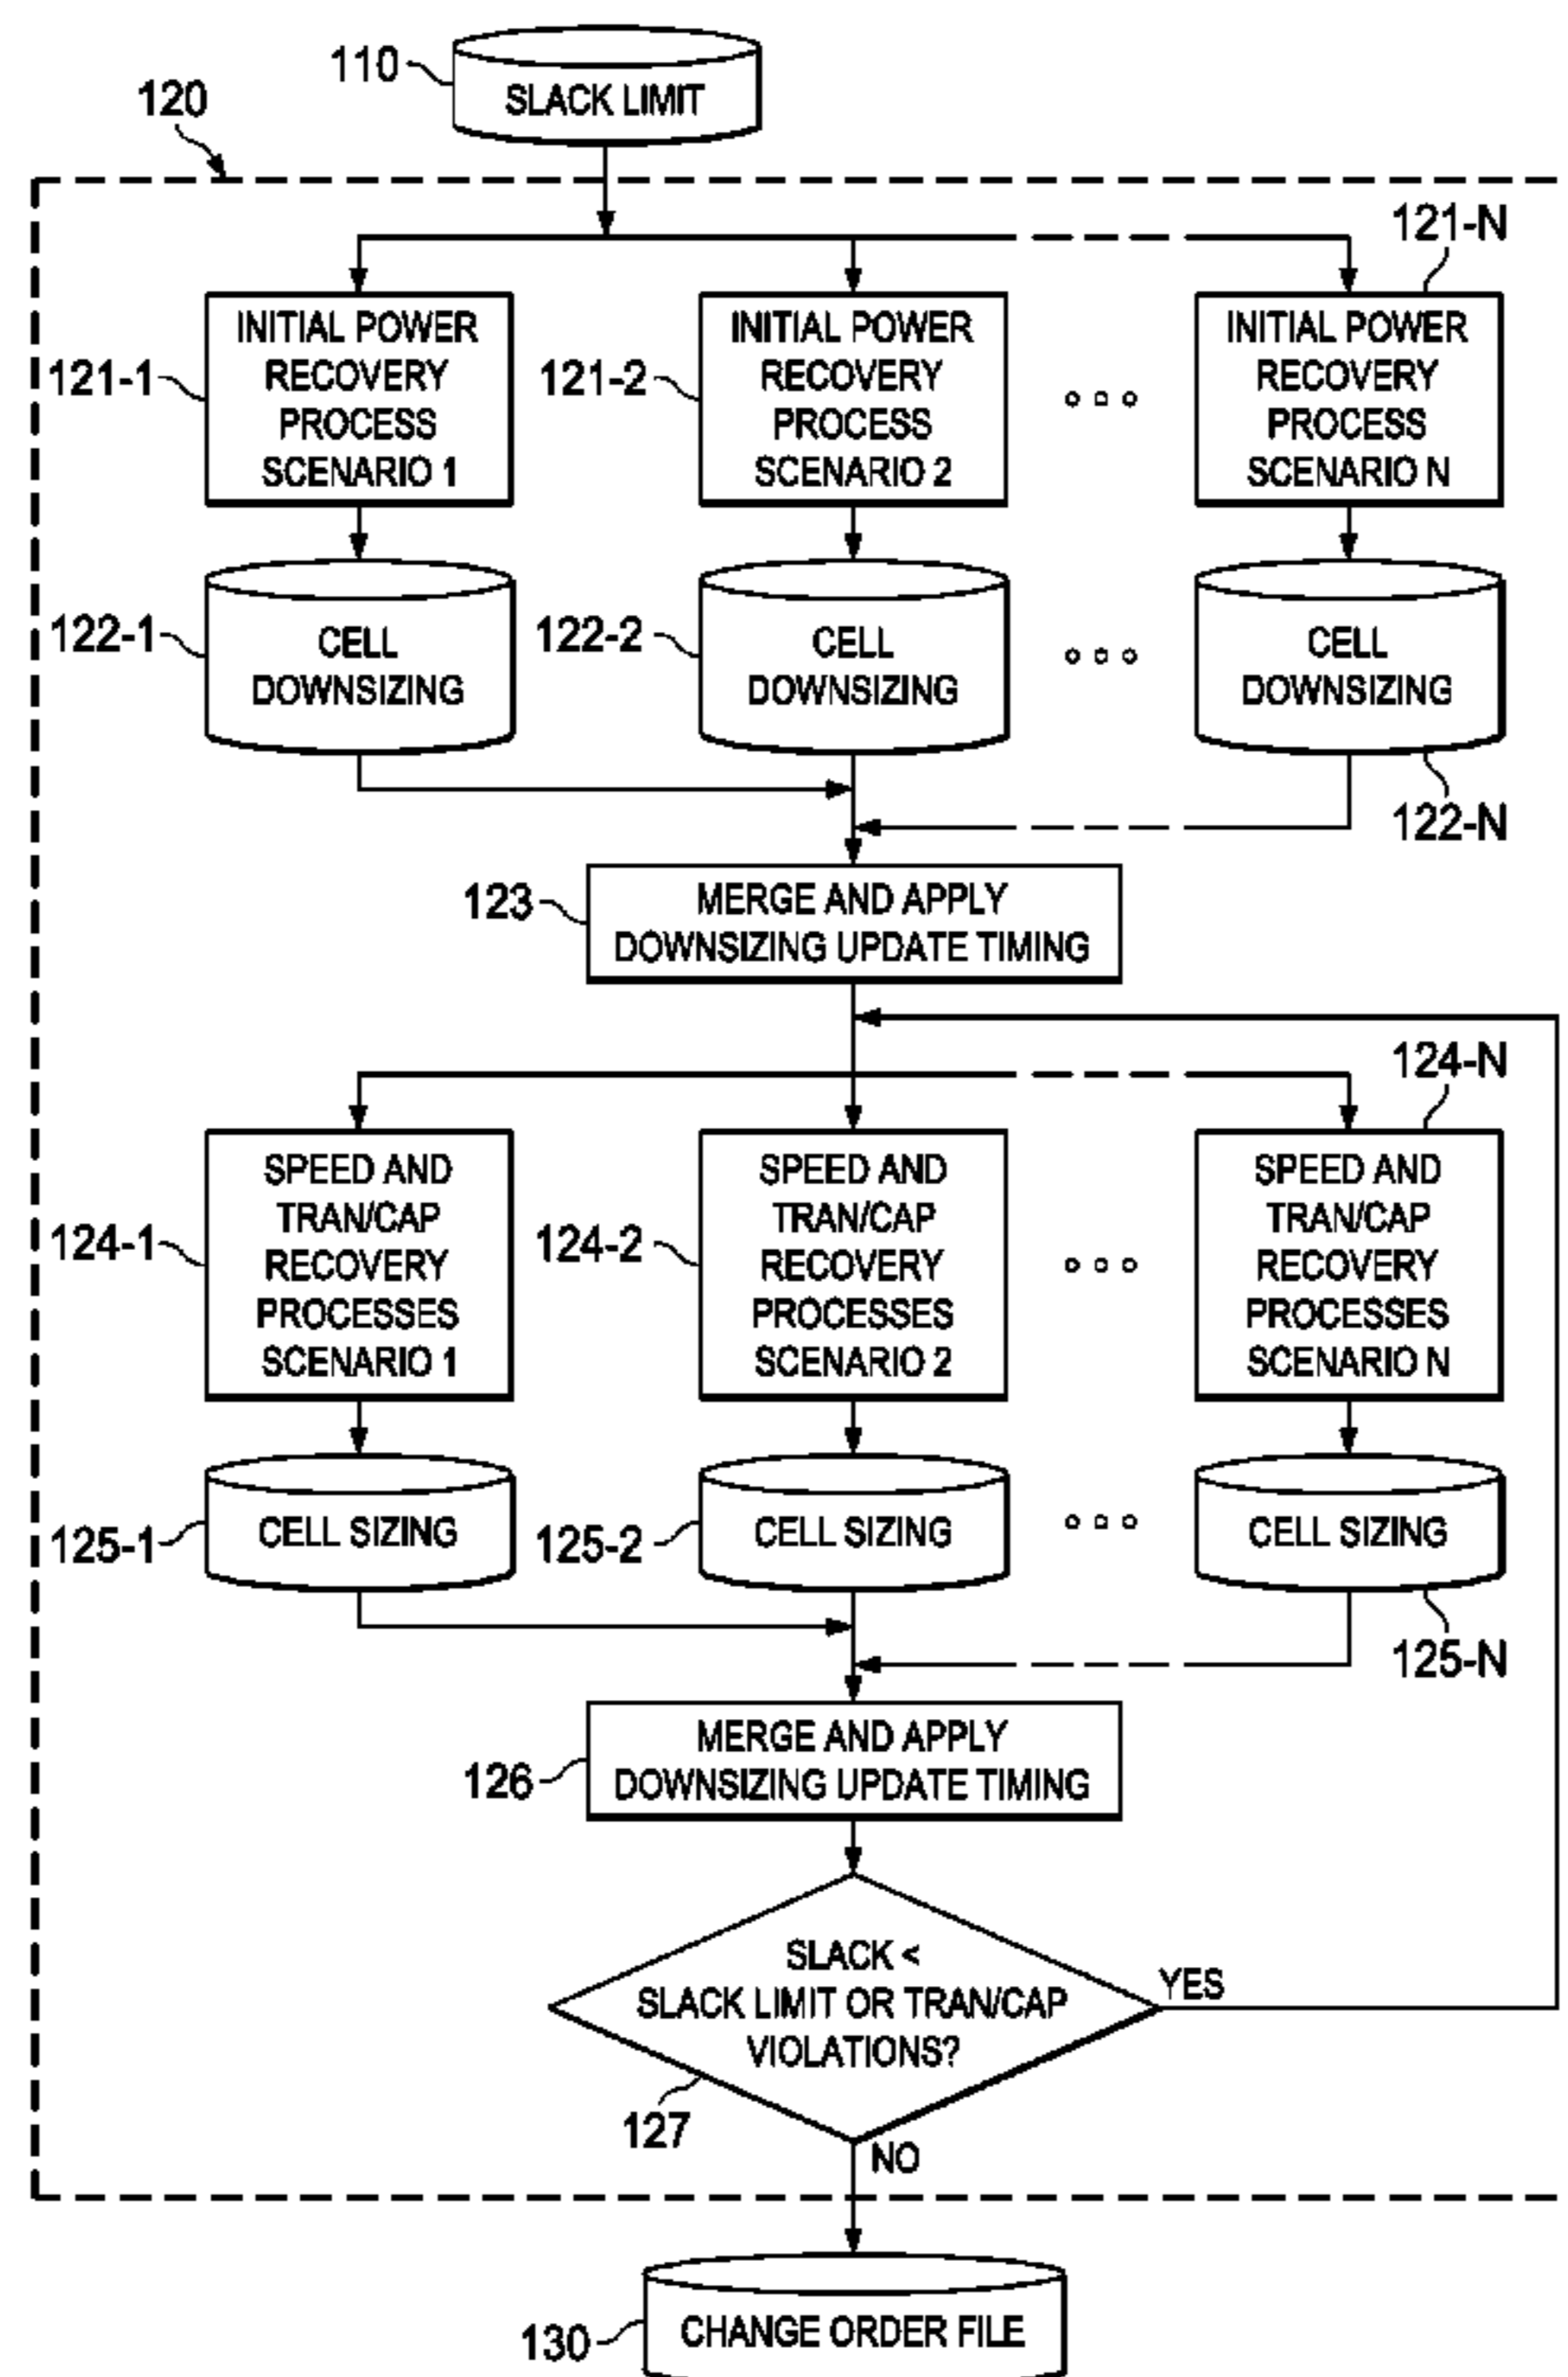 110
SLACK LIMIT
120
121-N
INITIAL POWER
RECOVERY
PROCESS
SCENARIO 1
121-1
INITIAL POWER
RECOVERY
PROCESS
SCENARIO 2
121-2
INITIAL POWER
RECOVERY
PROCESS
SCENARIO N
122-1
CELL
DOWNSIZING
122-2
CELL
DOWNSIZING
CELL
DOWNSIZING
122-N
123
MERGE AND APPLY
DOWNSIZING UPDATE TIMING
124-N
124-1
SPEED AND
TRAN/CAP
RECOVERY
PROCESSES
SCENARIO 1
124-2
SPEED AND
TRAN/CAP
RECOVERY
PROCESSES
SCENARIO 2
SPEED AND
TRAN/CAP
RECOVERY
PROCESSES
SCENARIO N
125-1
CELL SIZING
125-2
CELL SIZING
CELL SIZING
125-N
126
MERGE AND APPLY
DOWNSIZING UPDATE TIMING
SLACK <
SLACK LIMIT OR TRAN/CAP
VIOLATIONS?
YES
127
NO
130
CHANGE ORDER FILE